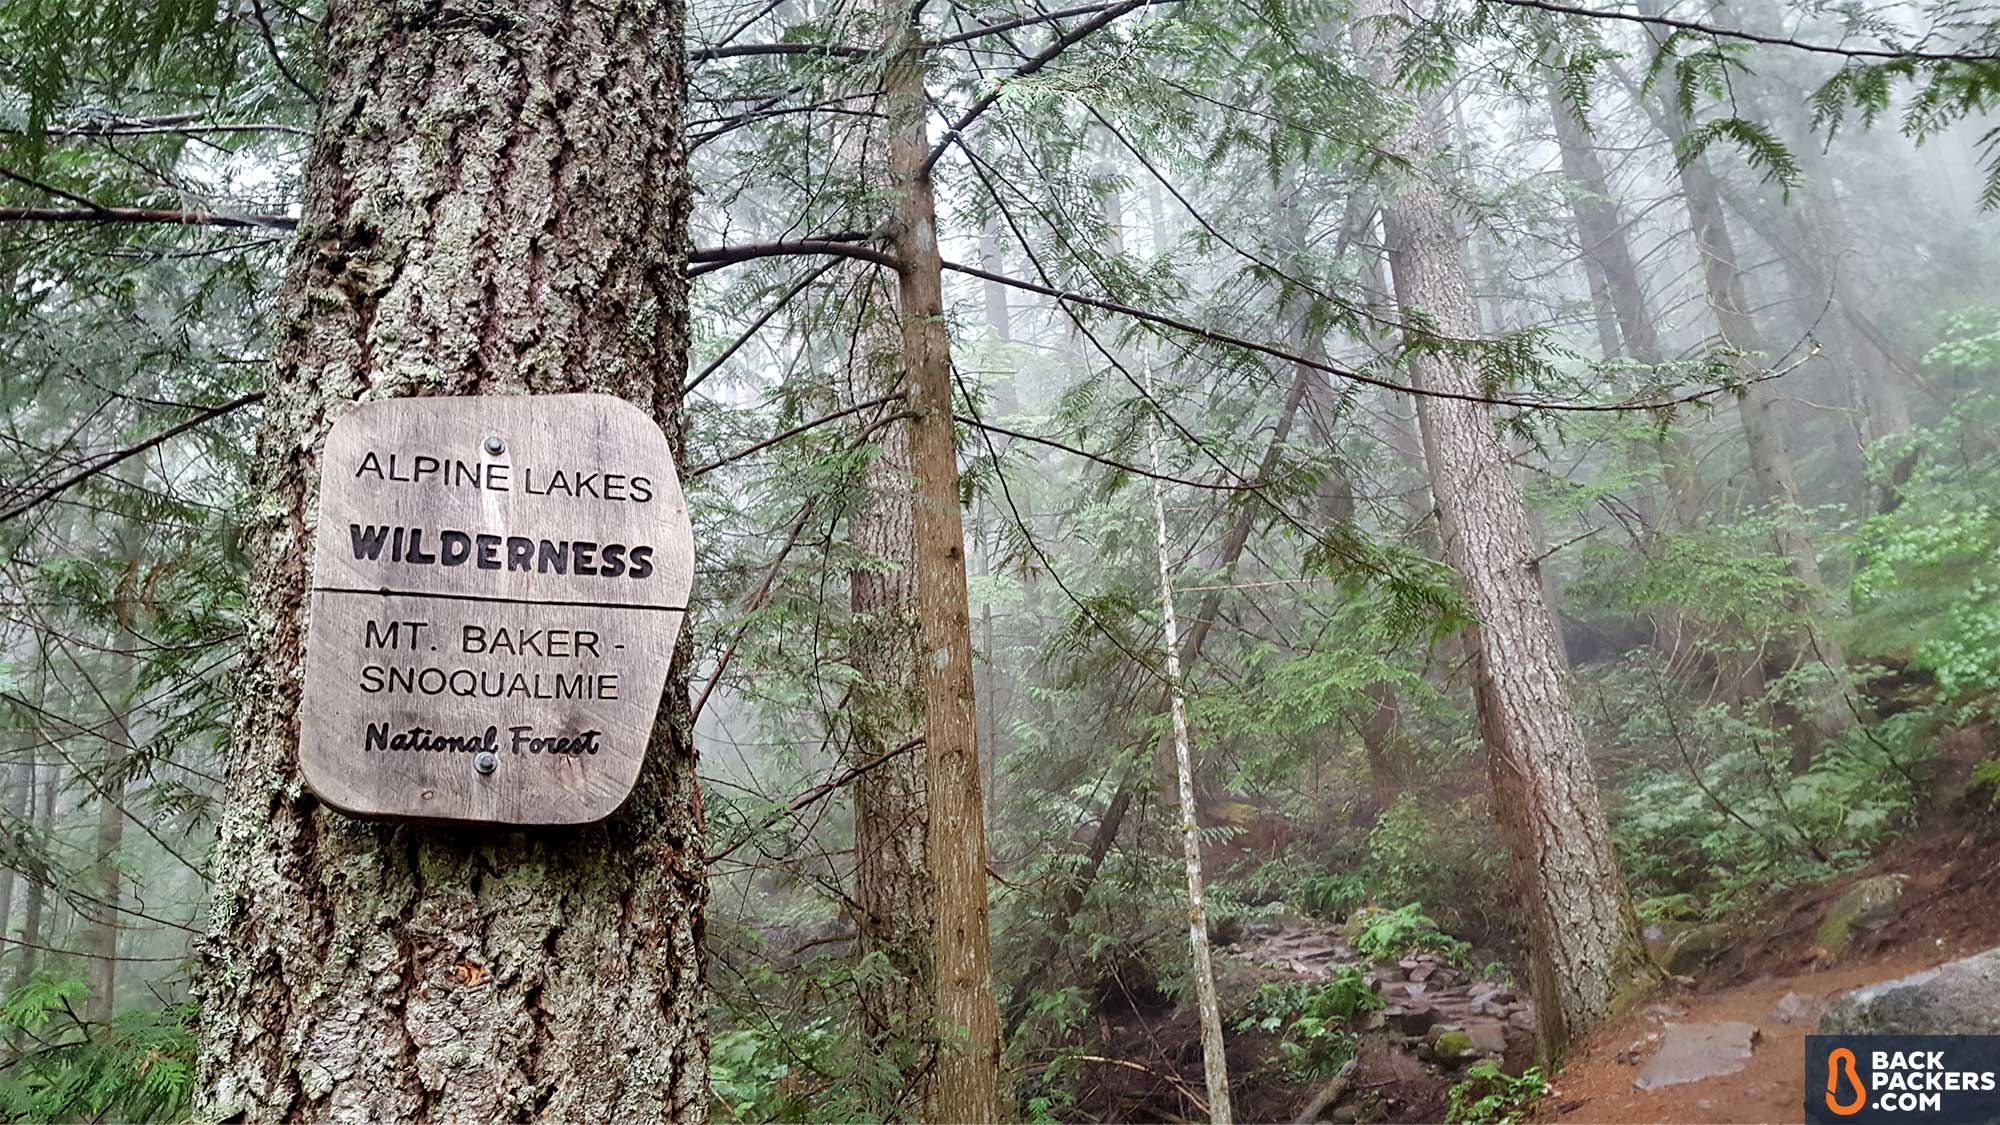 ALPINE LAKES
WILDERNESS
MT. BAKER -
SNOQUALMIE
National Forest
BACK
PACKERS
.COM